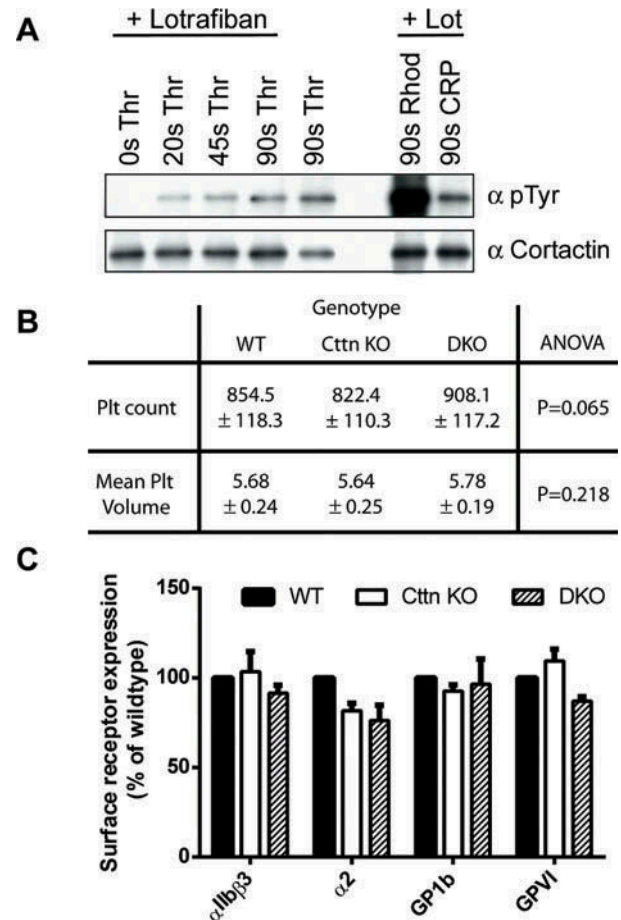 A
+ Lotrafiban
+ Lot
0s Thr
20s Thr
45s Thr
90s Thr
90s Thr
90s Rhod
90s CRP
α pTyr
α Cortactin
B
Genotype
WT Cttn KO DKO ANOVA
Plt count 854.5 ± 118.3 822.4 ± 110.3 908.1 ± 117.2 P=0.065
Mean Plt Volume 5.68 ± 0.24 5.64 ± 0.25 5.78 ± 0.19 P=0.218
C
WT Cttn KO DKO
Surface receptor expression
(% of wildtype)
150
100
50
0
αIIbβ3
α2
GP1b
GPVI